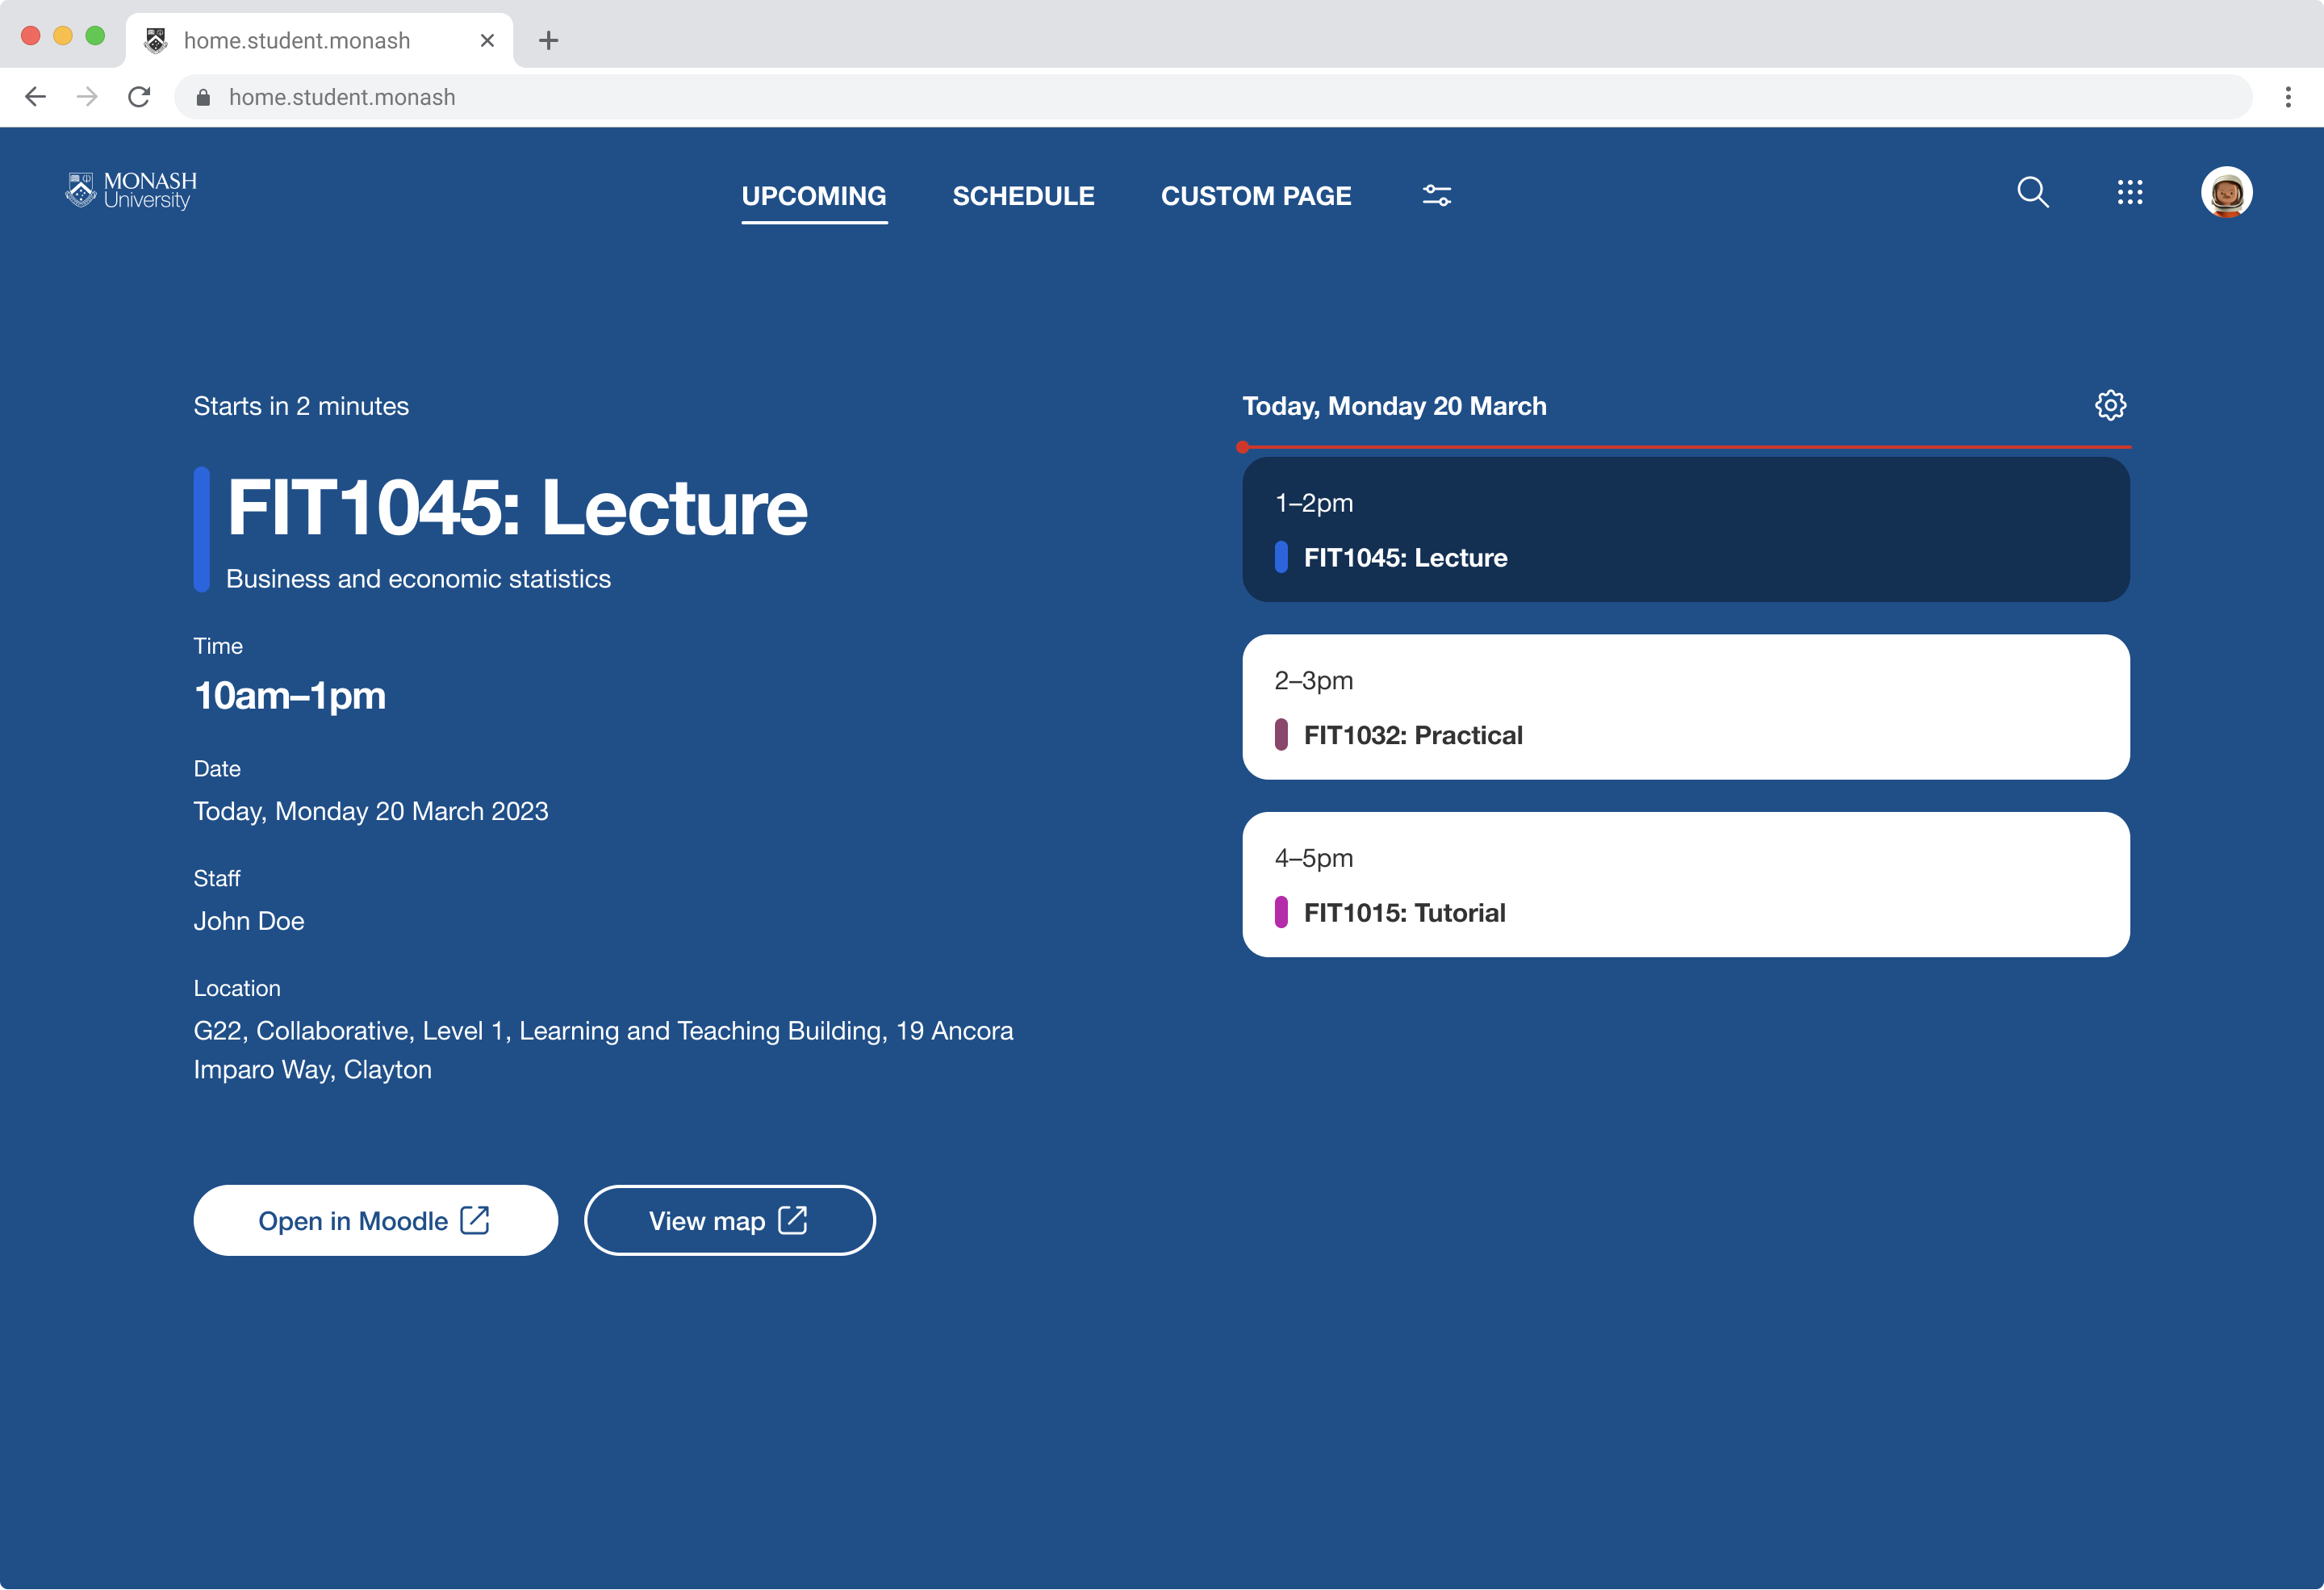 home.student.monash
home.student.monash
MONASH
University
UPCOMING
SCHEDULE
CUSTOM PAGE
Starts in 2 minutes
FIT1045: Lecture
Business and economic statistics
Time
10am–1pm
Date
Today, Monday 20 March 2023
Staff
John Doe
Location
G22, Collaborative, Level 1, Learning and Teaching Building, 19 Ancora
Imparo Way, Clayton
Open in Moodle
View map
Today, Monday 20 March
1–2pm
FIT1045: Lecture
2–3pm
FIT1032: Practical
4–5pm
FIT1015: Tutorial